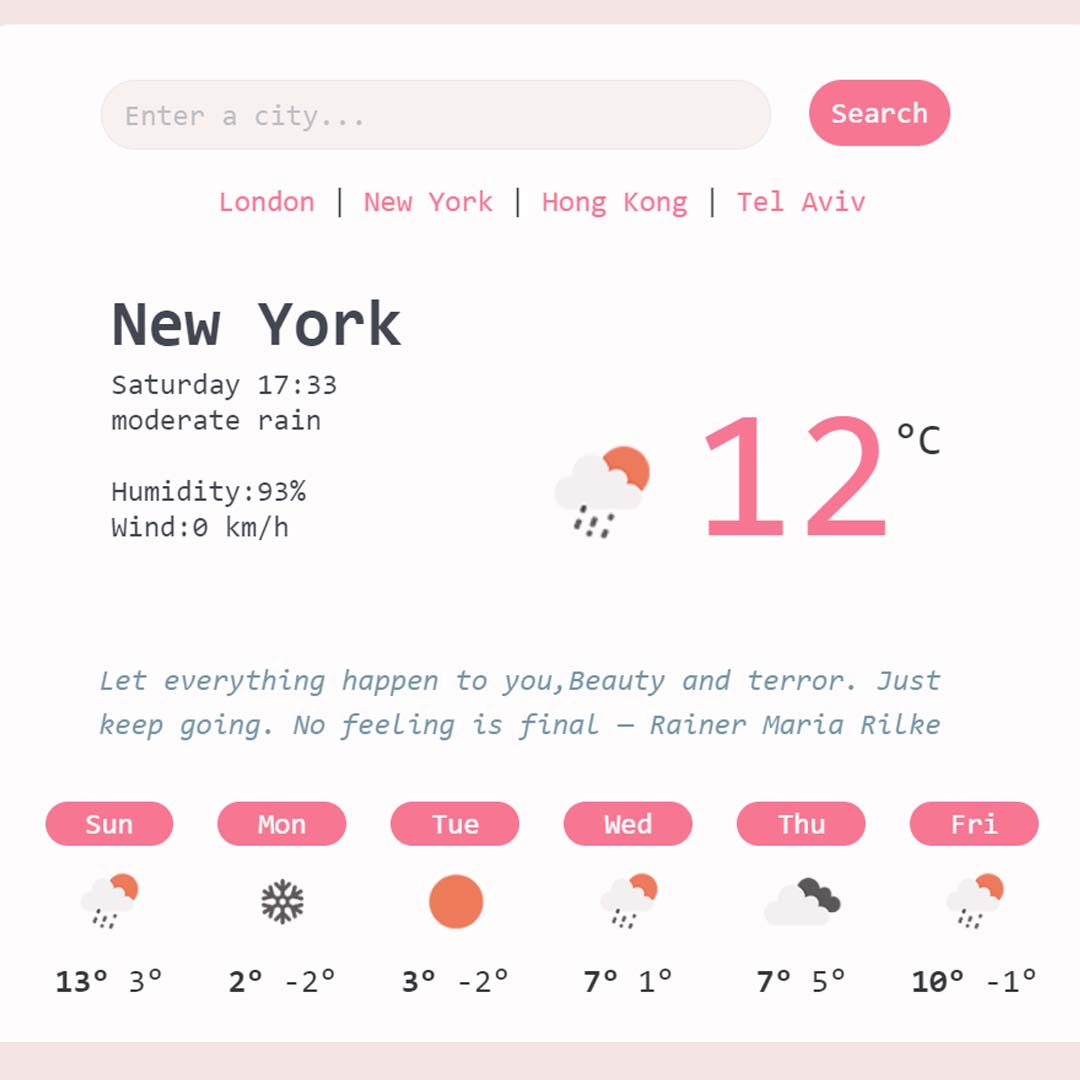 Enter a city...
Search
London | New York | Hong Kong | Tel Aviv
New York
Saturday 17:33
moderate rain
Humidity:93%
Wind:0 km/h
12 °C
Let everything happen to you,Beauty and terror. Just
keep going. No feeling is final — Rainer Maria Rilke
Sun Mon Tue Wed Thu Fri
13° 3° 2° -2° 3° -2° 7° 1° 7° 5° 10° -1°